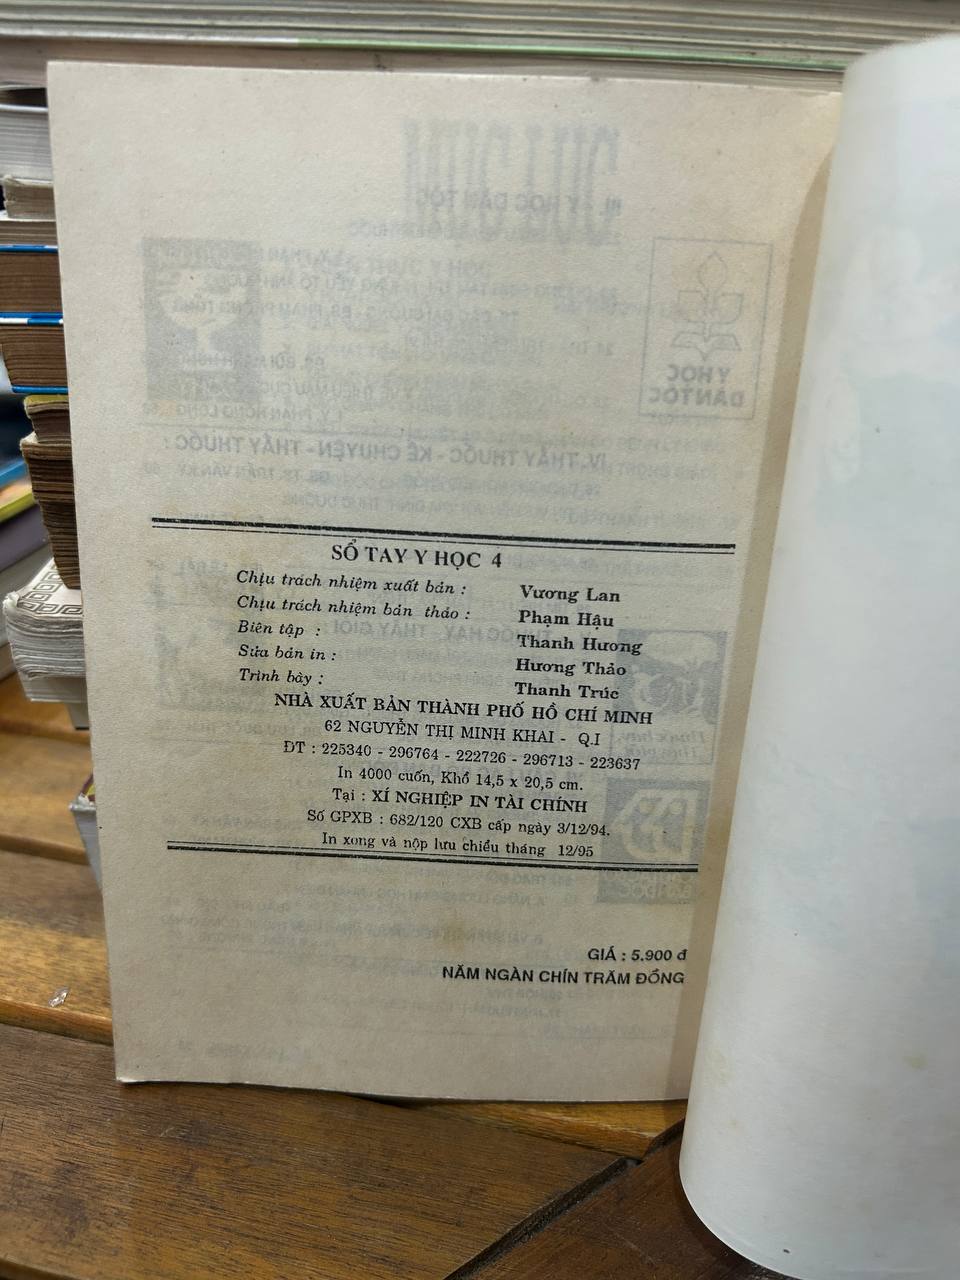 SỔ TAY Y HỌC 4
Chịu trách nhiệm xuất bản : Vương Lan
Chịu trách nhiệm bản thảo : Phạm Hậu
Biên tập : Thanh Hương
Sửa bản in : Hương Thảo
Trình bày : Thanh Trúc
NHÀ XUẤT BẢN THÀNH PHỐ HỒ CHÍ MINH
62 NGUYỄN THỊ MINH KHAI - Q.I
ĐT : 225340 - 296764 - 222726 - 296713 - 223637
In 4000 cuốn, Khổ 14,5 x 20,5 cm.
Tại : XÍ NGHIỆP IN TÀI CHÍNH
Số GPXB : 682/120 CXB cấp ngày 3/12/94.
In xong và nộp lưu chiểu tháng 12/95
GIÁ : 5.900 đ
NĂM NGÀN CHÍN TRĂM ĐỒNG